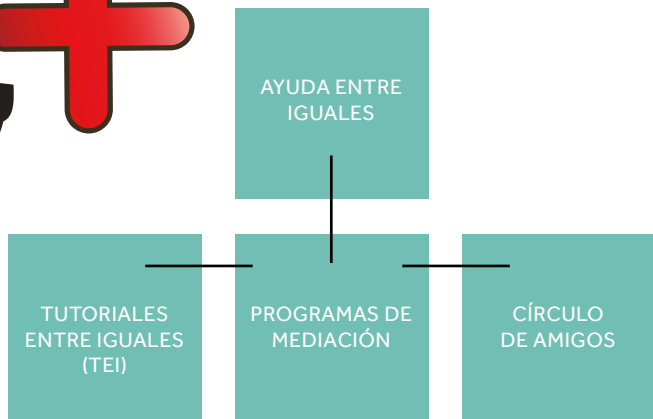 AYUDA ENTRE
IGUALES
TUTORIALES
ENTRE IGUALES
(TEI)
PROGRAMAS DE
MEDIACIÓN
CÍRCULO
DE AMIGOS